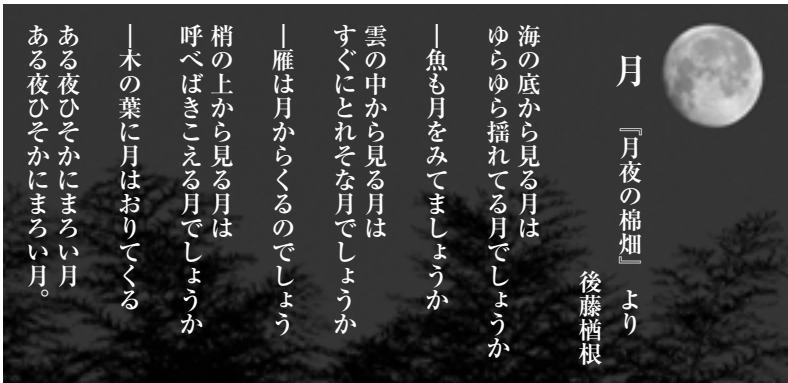 月 『月夜の棉畑』 より
後藤楢根
海の底から見る月は
ゆらゆら揺れてる月でしょうか
―魚も月をみてましょうか
雲の中から見る月は
すぐにとれそな月でしょうか
―雁は月からくるのでしょう
梢の上から見る月は
呼べばきこえる月でしょうか
―木の葉に月はおりてくる
ある夜ひそかにまろい月
ある夜ひそかにまろい月。